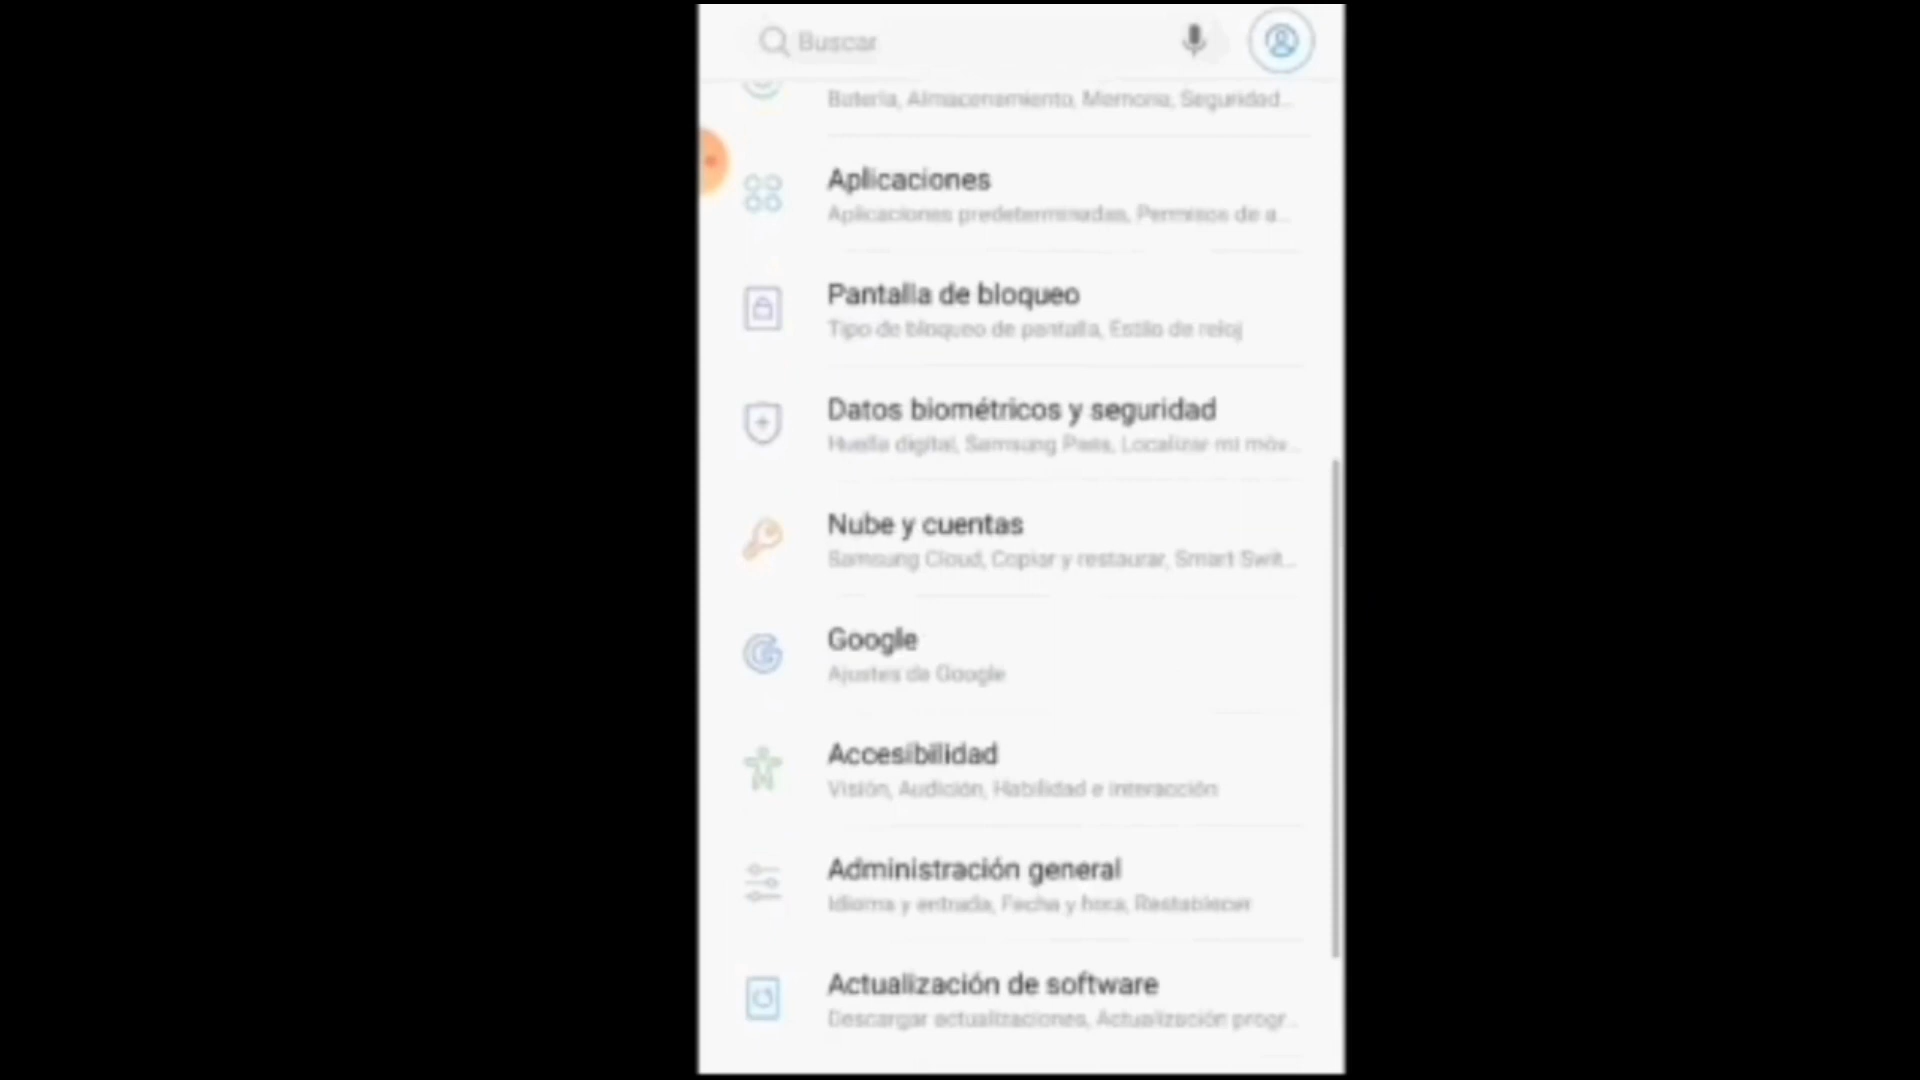 Buscar
Batería, Almacenamiento, Memoria, Seguridad...
Aplicaciones
Aplicaciones predeterminadas, Permisos de a...
Pantalla de bloqueo
Tipo de bloqueo de pantalla, Estilo de reloj
Datos biométricos y seguridad
Huella digital, Samsung Pass, Localizar mi móv...
Nube y cuentas
Samsung Cloud, Copiar y restaurar, Smart Swit...
Google
Ajustes de Google
Accesibilidad
Visión, Audición, Habilidad e interacción
Administración general
Idioma y entrada, Fecha y hora, Restablecer
Actualización de software
Descargar actualizaciones, Actualización progr...